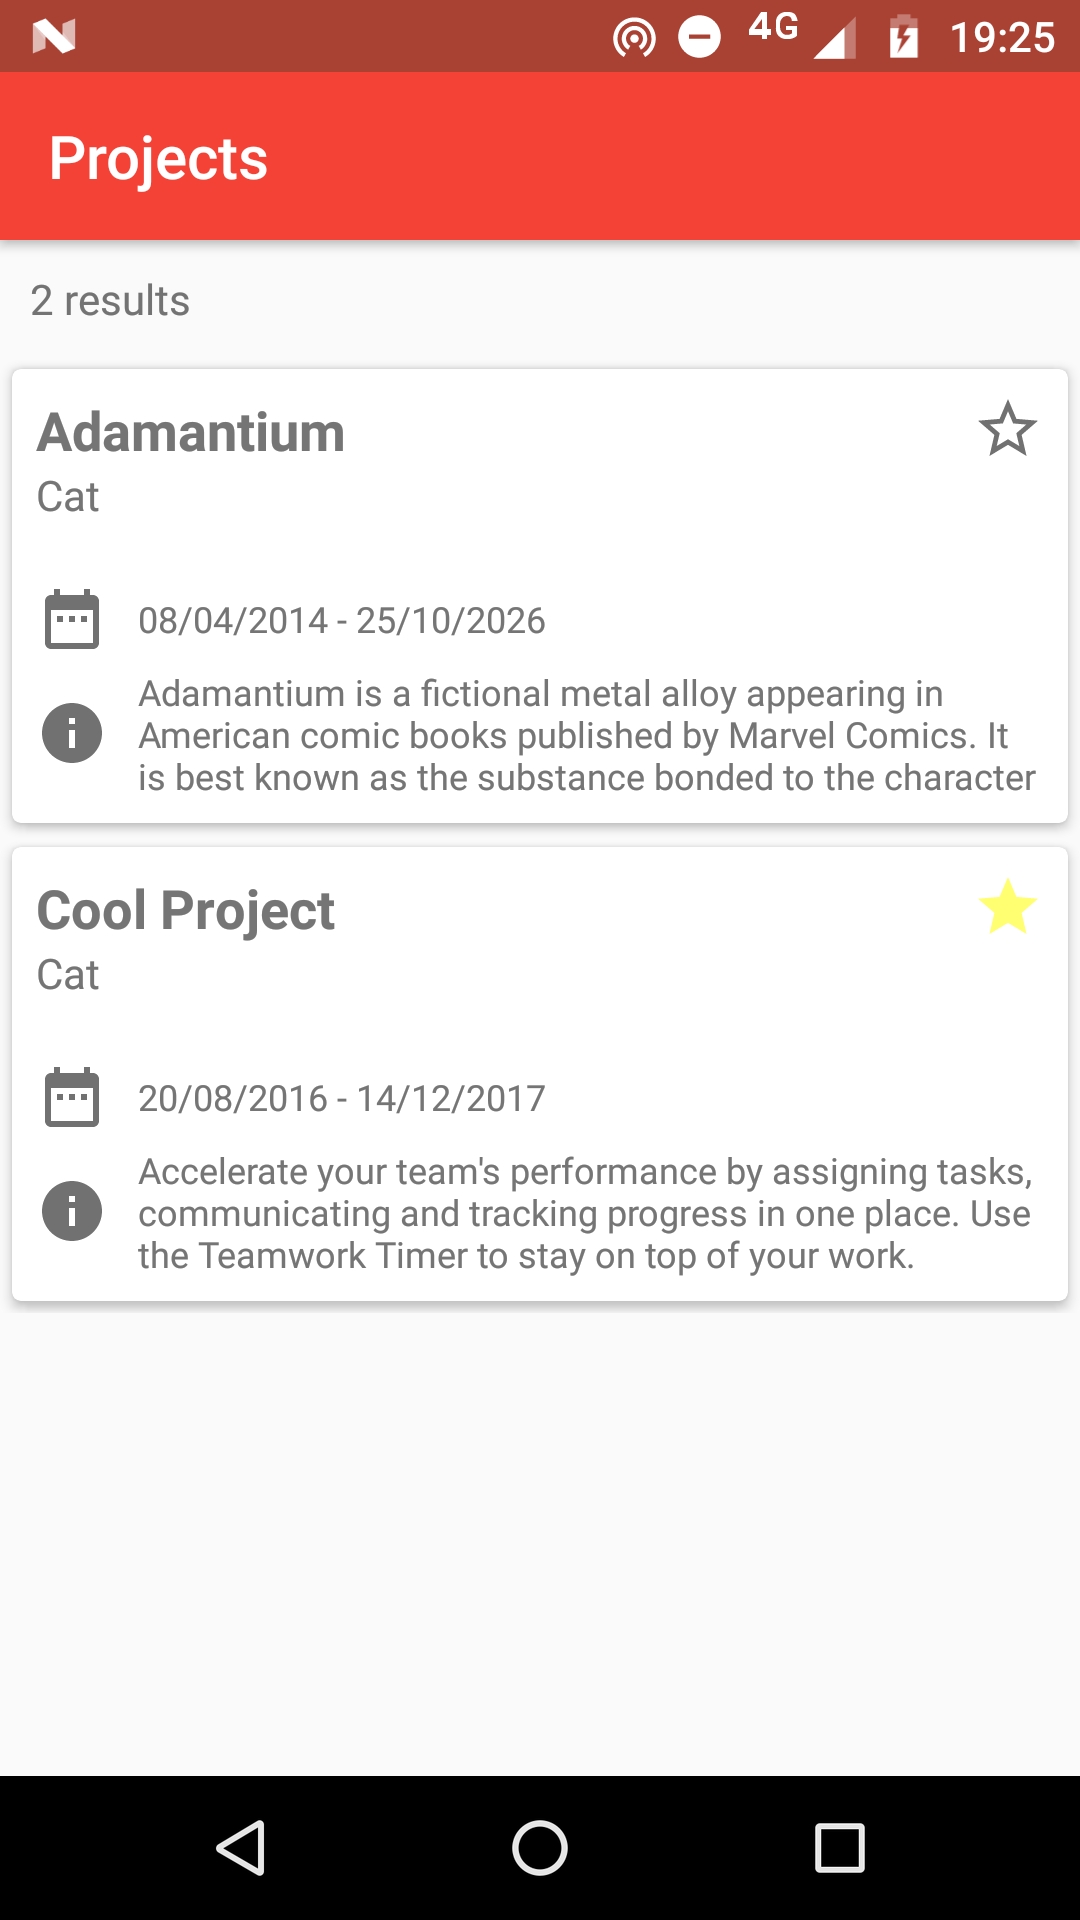 4G 19:25
Projects
2 results
Adamantium
Cat
08/04/2014 - 25/10/2026
Adamantium is a fictional metal alloy appearing in
American comic books published by Marvel Comics. It
is best known as the substance bonded to the character
Cool Project
Cat
20/08/2016 - 14/12/2017
Accelerate your team's performance by assigning tasks,
communicating and tracking progress in one place. Use
the Teamwork Timer to stay on top of your work.